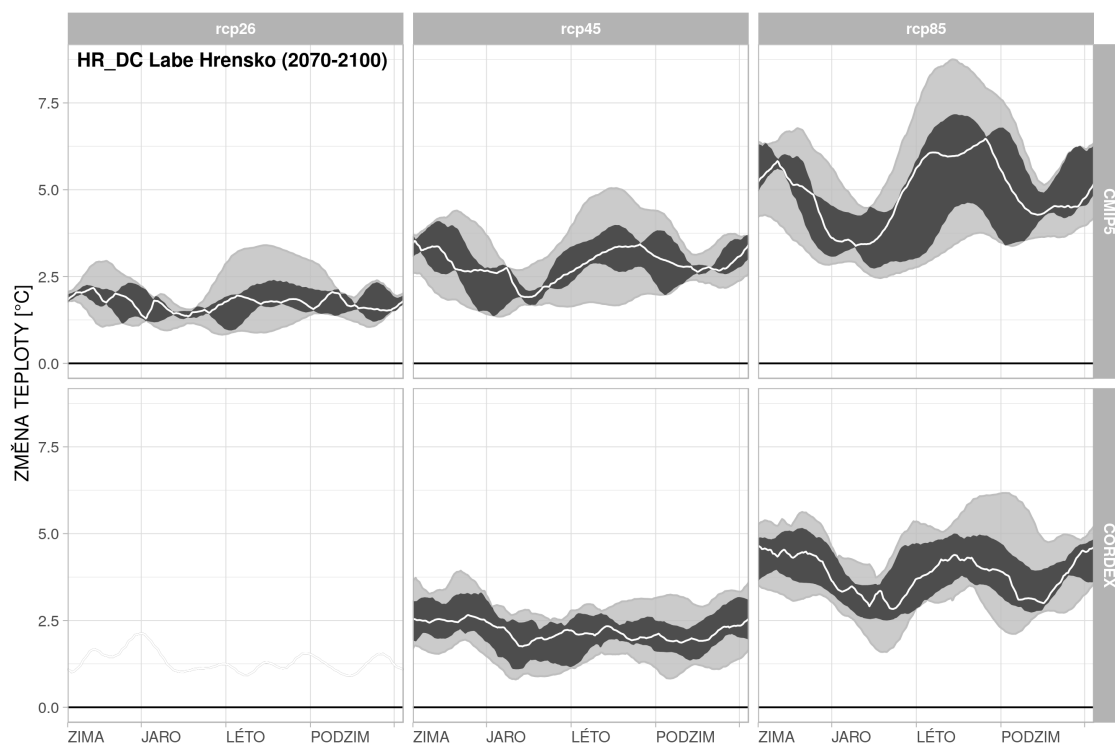 rcp26 rcp45 rcp85
HR_DC Labe Hrensko (2070-2100)
7.5
5.0
2.5
0.0
CMIP5
ZMĚNA TEPLOTY [°C]
7.5
5.0
2.5
0.0
CORDEX
ZIMA JARO LÉTO PODZIM ZIMA JARO LÉTO PODZIM ZIMA JARO LÉTO PODZIM